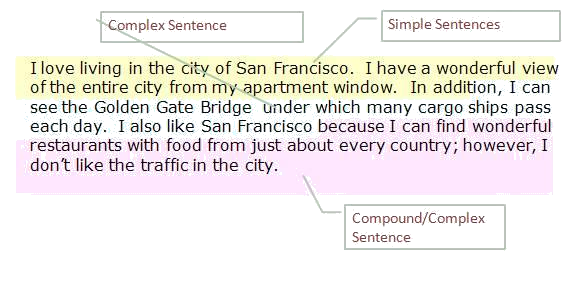 Complex Sentence
Simple Sentences
I love living in the city of San Francisco.  I have a wonderful view
of the entire city from my apartment window.  In addition, I can
see the Golden Gate Bridge  under which many cargo ships pass
each day.  I also like San Francisco because I can find wonderful
restaurants with food from just about every country; however, I
don’t like the traffic in the city.
Compound/Complex
Sentence